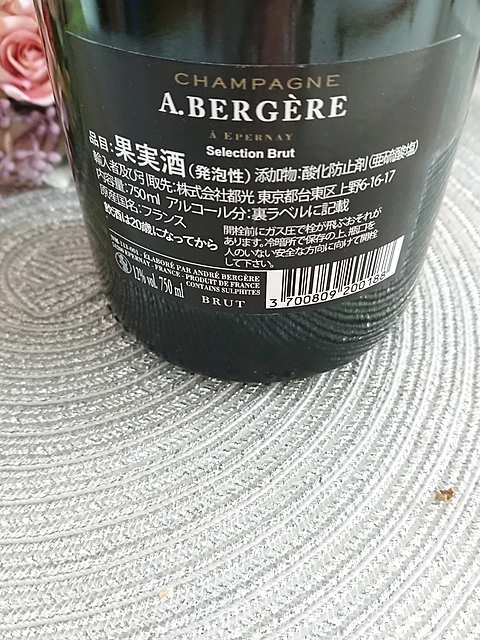 CHAMPAGNE
A.BERGÈRE
À EPERNAY
Selection Brut
品目:果実酒(発泡性) 添加物:酸化防止剤(亜硫酸塩)
輸入者及び引取先:株式会社都光 東京都台東区上野6-16-17
内容量:750ml アルコール分:裏ラベルに記載
原産国名:フランス
飲酒は20歳になってから
開栓前にガス圧で栓が飛ぶおそれが
あります。冷暗所で保存の上、瓶口を
人のいない安全な方向に向けて開栓
して下さい。
ÉLABORÉ PAR ANDRÉ BERGÈRE
EPERNAY - FRANCE - PRODUIT DE FRANCE
CONTAINS SULPHITES
12% vol. 750 ml
BRUT
3 700809 200188